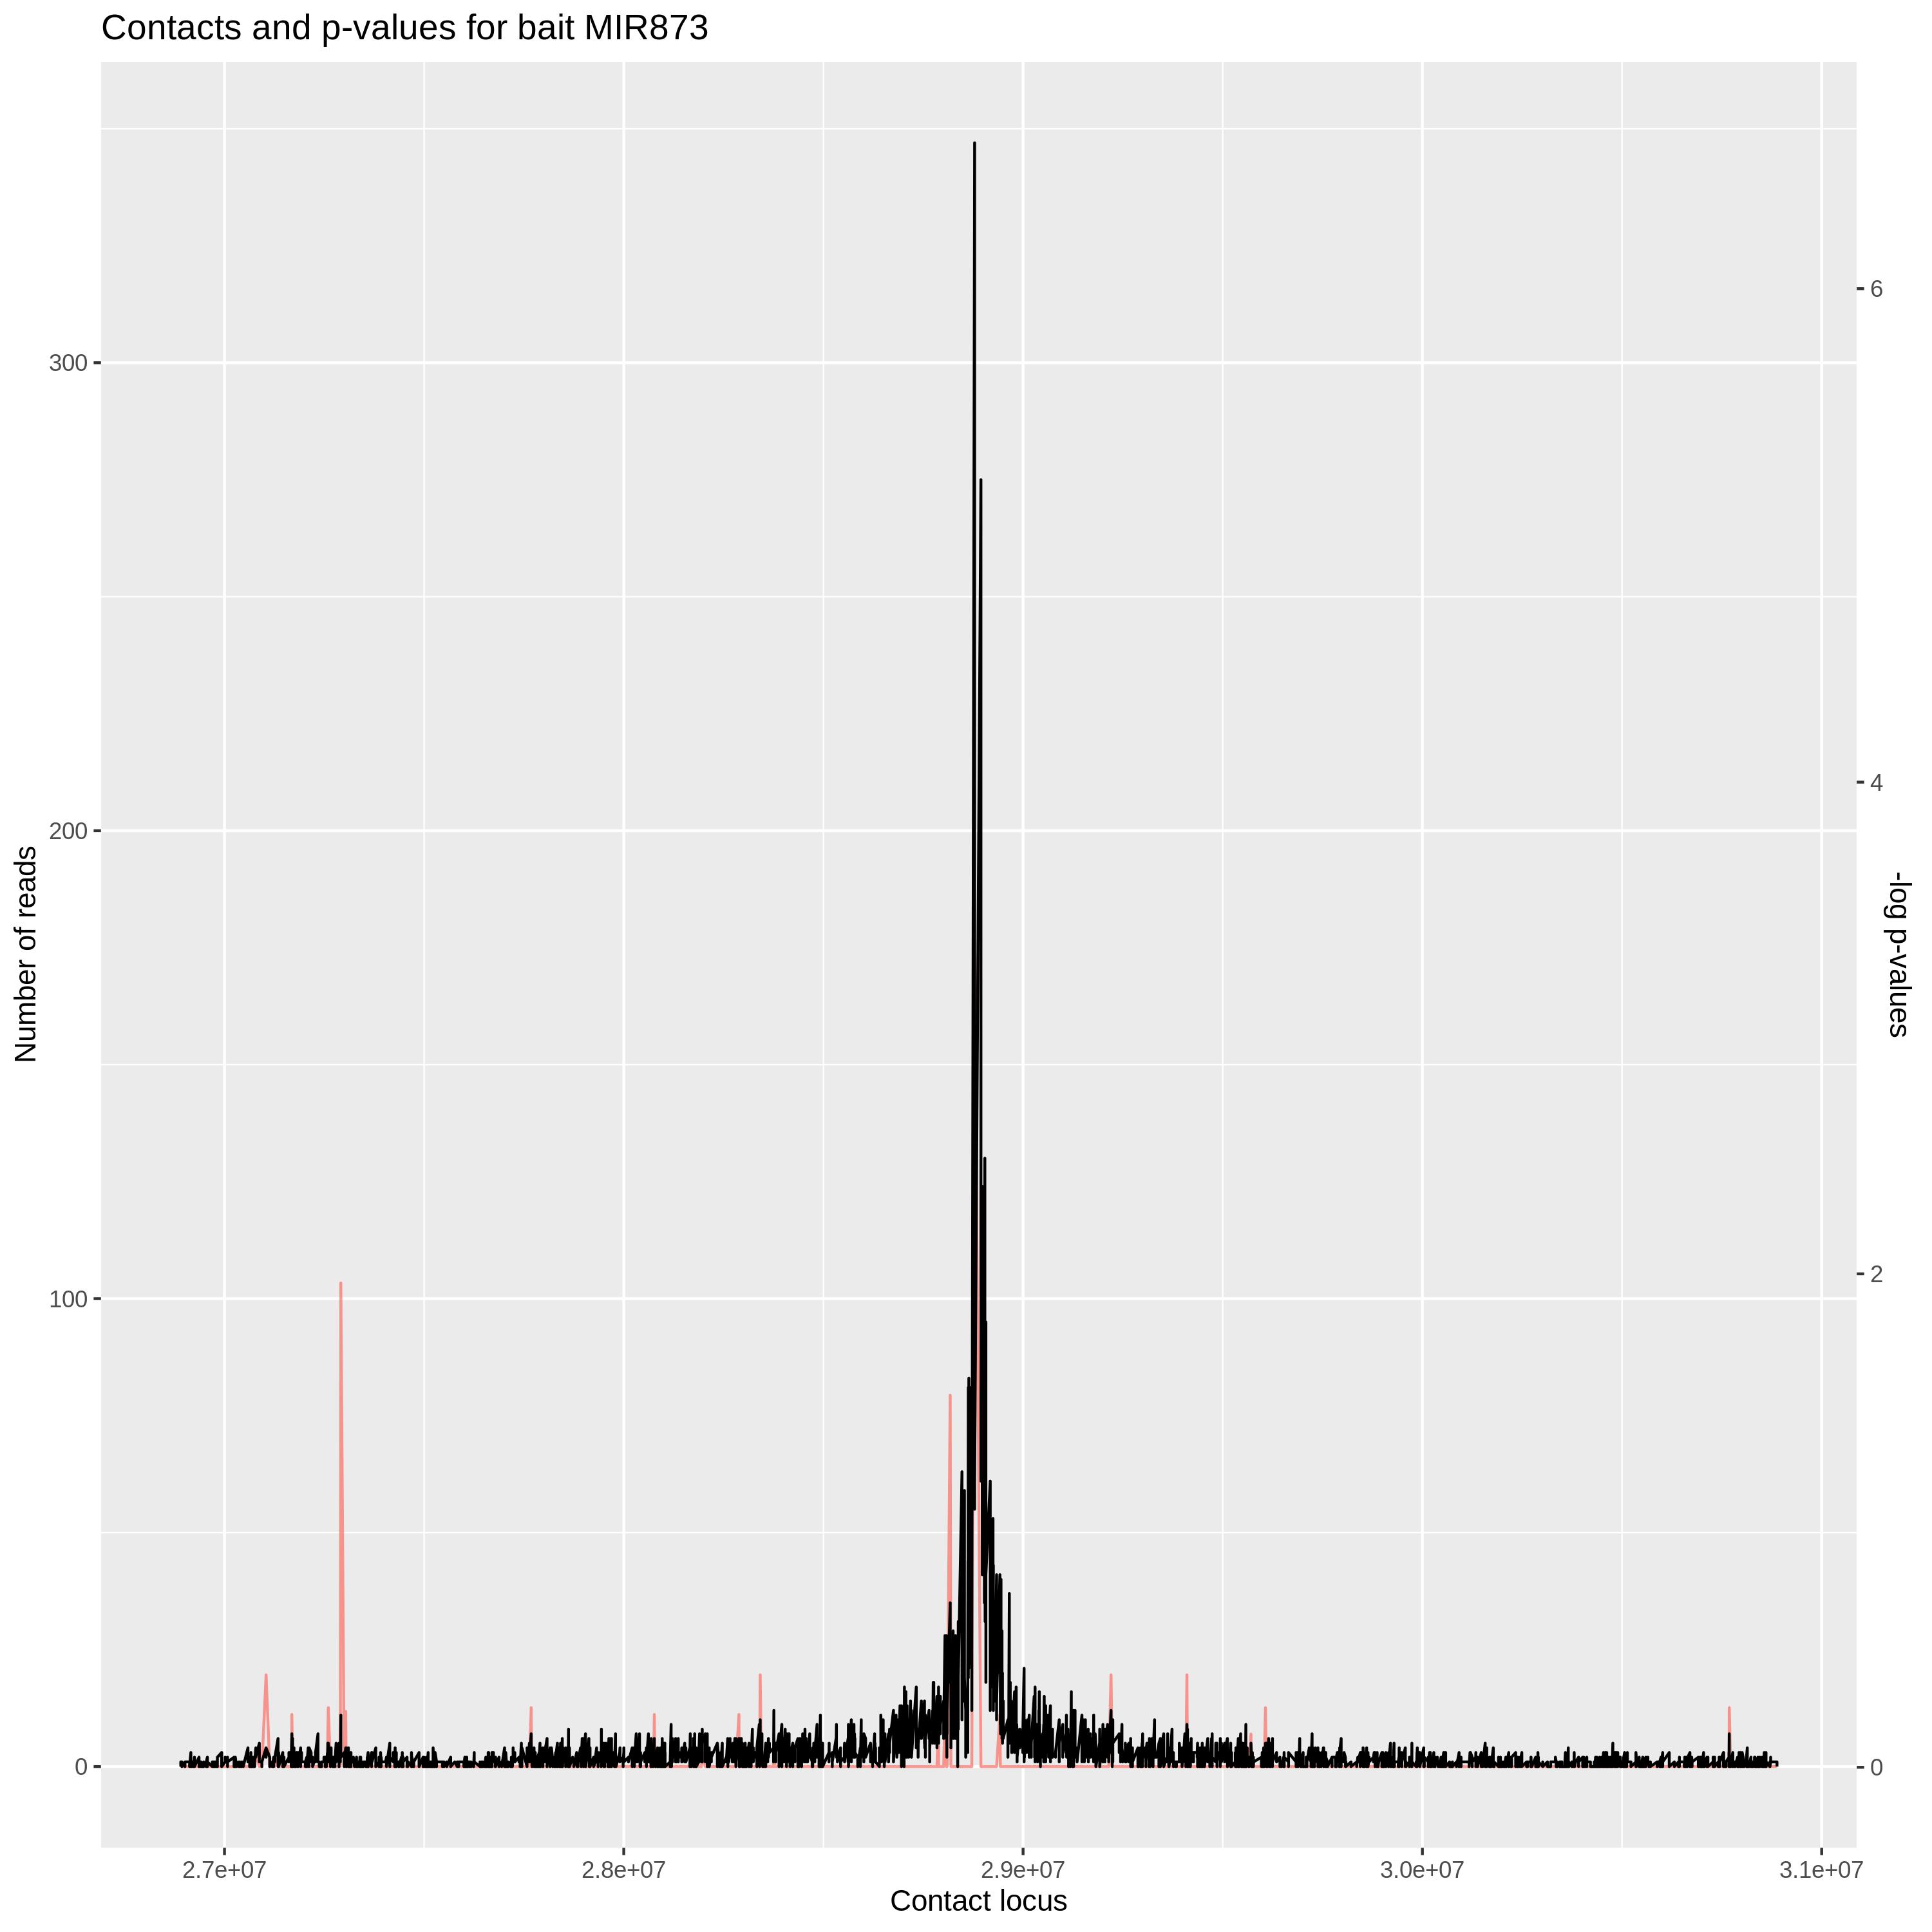 Contacts and p-values for bait MIR873
300
200
100
0
Number of reads
6
4
2
0
-log p-values
2.7e+07
2.8e+07
2.9e+07
3.0e+07
3.1e+07
Contact locus